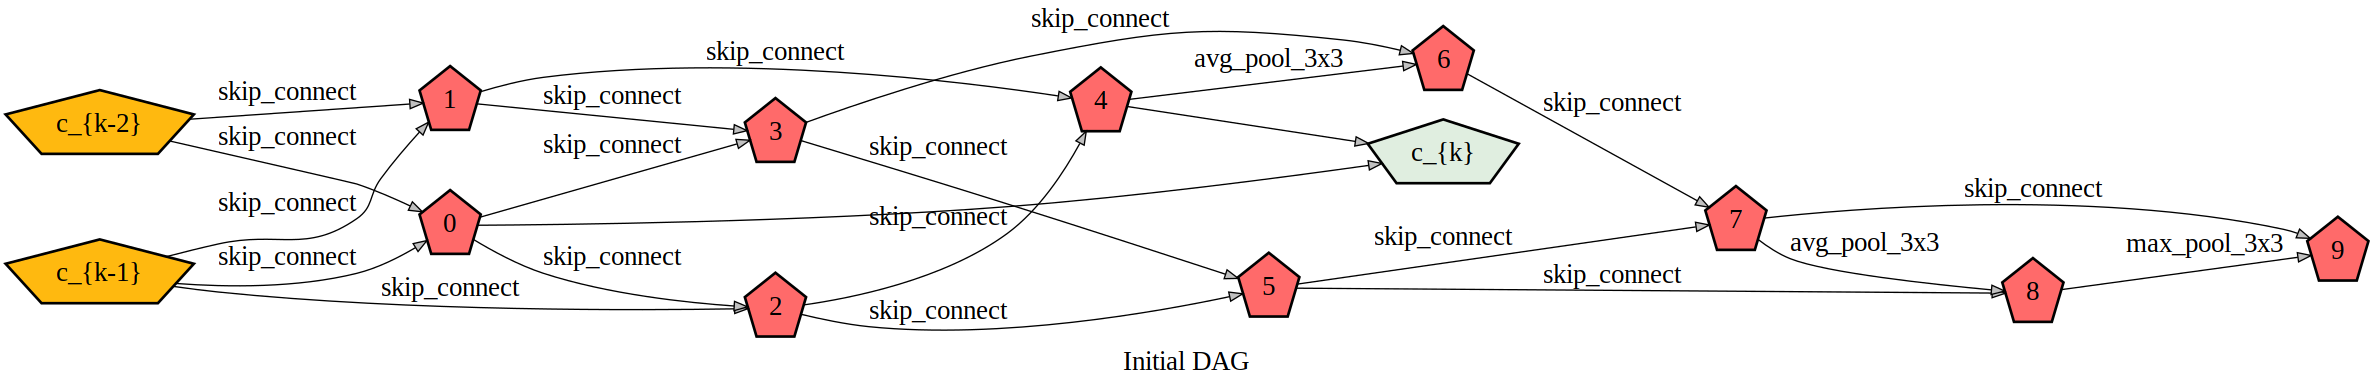 skip_connect
skip_connect
avg_pool_3x3
skip_connect
skip_connect
skip_connect
skip_connect
skip_connect
skip_connect
skip_connect
skip_connect
skip_connect
skip_connect
skip_connect
skip_connect
avg_pool_3x3
max_pool_3x3
skip_connect
skip_connect
skip_connect
skip_connect
skip_connect
c_{k-2}
c_{k-1}
1
0
3
2
4
5
6
c_{k}
7
8
9
Initial DAG